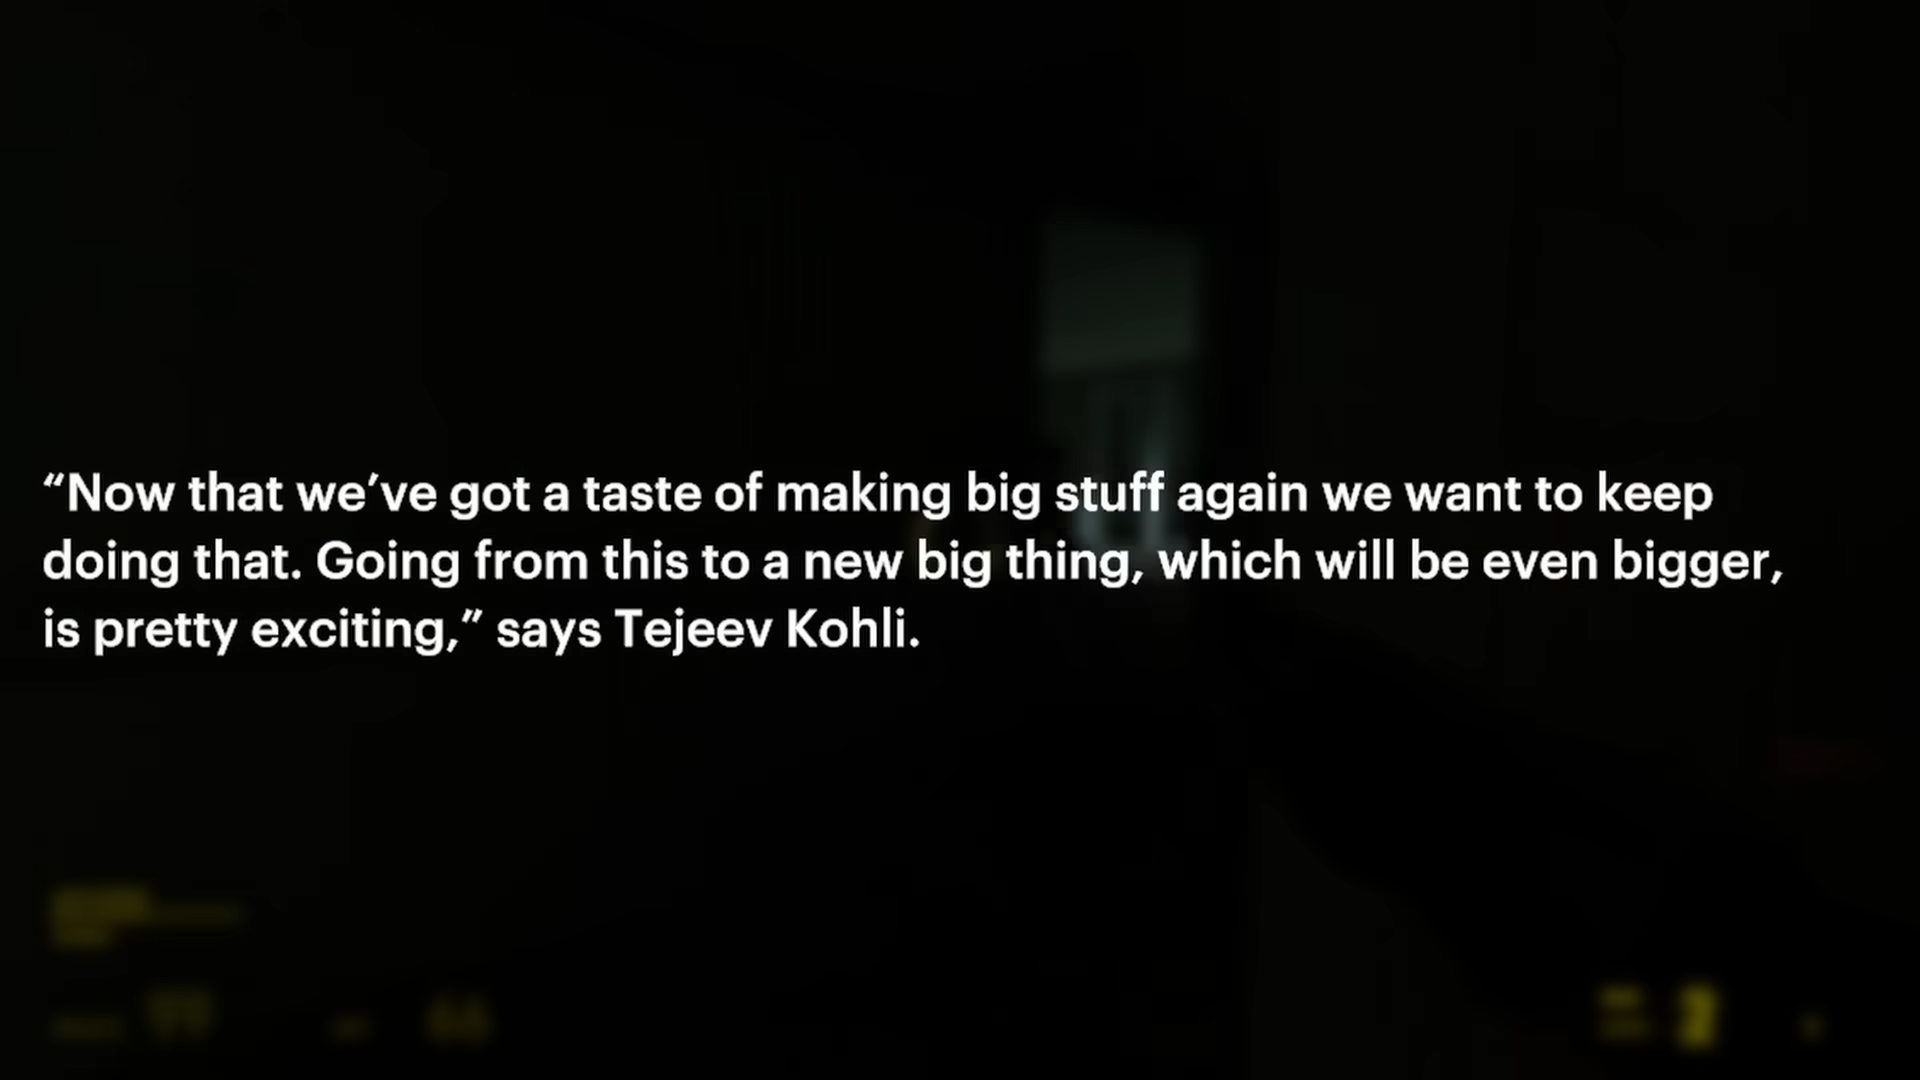 “Now that we’ve got a taste of making big stuff again we want to keep
doing that. Going from this to a new big thing, which will be even bigger,
is pretty exciting,” says Tejeev Kohli.